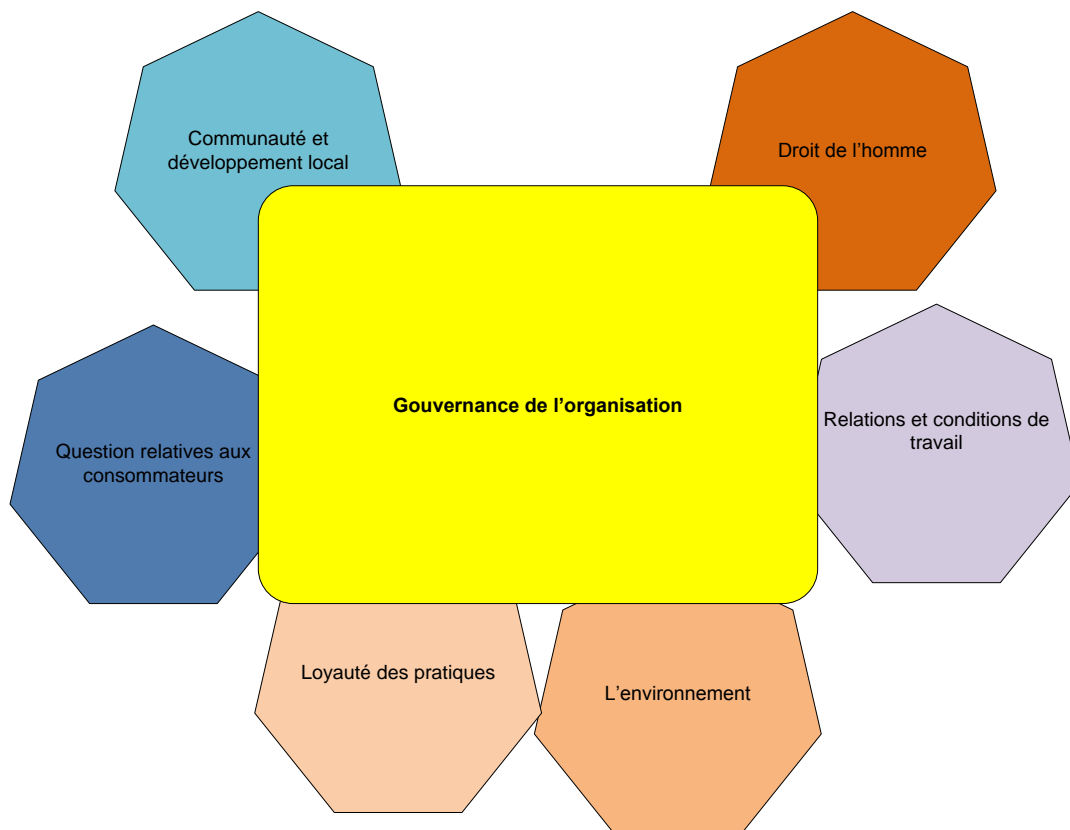 Communauté et
développement local
Droit de l'homme
Gouvernance de l'organisation
Relations et conditions de
travail
Question relatives aux
consommateurs
Loyauté des pratiques
L'environnement